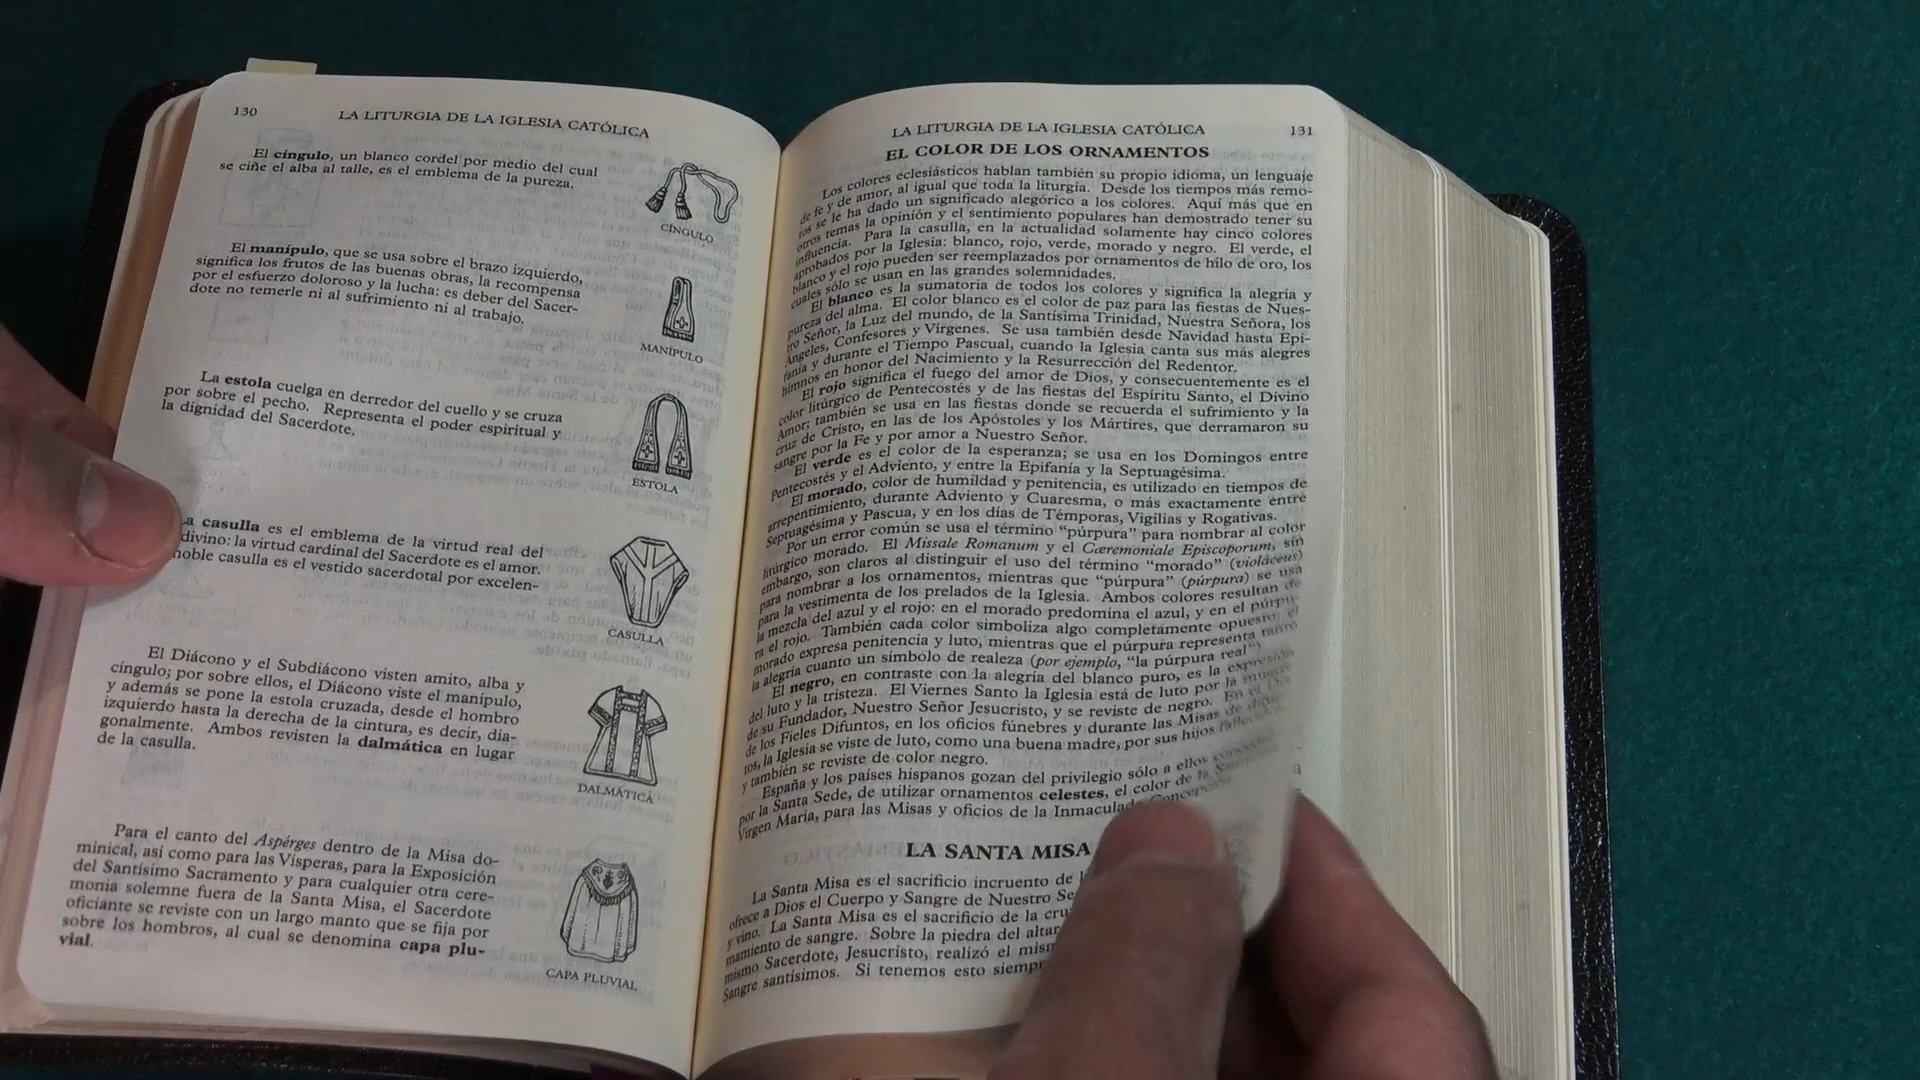 130
LA LITURGIA DE LA IGLESIA CATÓLICA
El cíngulo, un blanco cordel por medio del cual
se ciñe el alba al talle, es el emblema de la pureza.
CÍNGULO
El manípulo, que se usa sobre el brazo izquierdo,
significa los frutos de las buenas obras, la recompensa
por el esfuerzo doloroso y la lucha: es deber del Sacer-
dote no temerle ni al sufrimiento ni al trabajo.
MANÍPULO
La estola cuelga en derredor del cuello y se cruza
por sobre el pecho. Representa el poder espiritual y
la dignidad del Sacerdote.
ESTOLA
a casulla es el emblema de la virtud real del
divino: la virtud cardinal del Sacerdote es el amor.
noble casulla es el vestido sacerdotal por excelen-
CASULLA
El Diácono y el Subdiácono visten amito, alba y
cíngulo; por sobre ellos, el Diácono viste el manípulo,
y además se pone la estola cruzada, desde el hombro
izquierdo hasta la derecha de la cintura, es decir, dia-
gonalmente. Ambos revisten la dalmática en lugar
de la casulla.
DALMÁTICA
Para el canto del Aspérges dentro de la Misa do-
minical, así como para las Vísperas, para la Exposición
del Santísimo Sacramento y para cualquier otra cere-
monia solemne fuera de la Santa Misa, el Sacerdote
oficiante se reviste con un largo manto que se fija por
sobre los hombros, al cual se denomina capa plu-
vial.
CAPA PLUVIAL
LA LITURGIA DE LA IGLESIA CATÓLICA
131
EL COLOR DE LOS ORNAMENTOS
Los colores eclesiásticos hablan también su propio idioma, un lenguaje
de fe y de amor, al igual que toda la liturgia. Desde los tiempos más remo-
tos se le ha dado un significado alegórico a los colores. Aquí más que en
otros temas la opinión y el sentimiento populares han demostrado tener su
influencia. Para la casulla, en la actualidad solamente hay cinco colores
aprobados por la Iglesia: blanco, rojo, verde, morado y negro. El verde, el
blanco y el rojo pueden ser reemplazados por ornamentos de hilo de oro, los
cuales sólo se usan en las grandes solemnidades.
El blanco es la sumatoria de todos los colores y significa la alegría y
pureza del alma. El color blanco es el color de paz para las fiestas de Nues-
tro Señor, la Luz del mundo, de la Santísima Trinidad, Nuestra Señora, los
Ángeles, Confesores y Vírgenes. Se usa también desde Navidad hasta Epi-
fanía y durante el Tiempo Pascual, cuando la Iglesia canta sus más alegres
himnos en honor del Nacimiento y la Resurrección del Redentor.
El rojo significa el fuego del amor de Dios, y consecuentemente es el
color litúrgico de Pentecostés y de las fiestas del Espíritu Santo, el Divino
Amor; también se usa en las fiestas donde se recuerda el sufrimiento y la
cruz de Cristo, en las de los Apóstoles y los Mártires, que derramaron su
sangre por la Fe y por amor a Nuestro Señor.
El verde es el color de la esperanza; se usa en los Domingos entre
Pentecostés y el Adviento, y entre la Epifanía y la Septuagésima.
El morado, color de humildad y penitencia, es utilizado en tiempos de
arrepentimiento, durante Adviento y Cuaresma, o más exactamente entre
Septuagésima y Pascua, y en los días de Témporas, Vigilias y Rogativas.
Por un error común se usa el término “púrpura” para nombrar al color
litúrgico morado. El Missale Romanum y el Cæremoniale Episcoporum, sin
embargo, son claros al distinguir el uso del término “morado” (violáceus)
para nombrar a los ornamentos, mientras que “púrpura” (púrpura) se usa
para la vestimenta de los prelados de la Iglesia. Ambos colores resultan de
la mezcla del azul y el rojo: en el morado predomina el azul, y en el púrpu-
ra el rojo. También cada color simboliza algo completamente opuesto: el
morado expresa penitencia y luto, mientras que el púrpura representa tanto
la alegría cuanto un símbolo de realeza (por ejemplo, “la púrpura real”)
El negro, en contraste con la alegría del blanco puro, es la expresión
del luto y la tristeza. El Viernes Santo la Iglesia está de luto por la muerte
de su Fundador, Nuestro Señor Jesucristo, y se reviste de negro. En el Día
de los Fieles Difuntos, en los oficios fúnebres y durante las Misas de difun-
tos, la Iglesia se viste de luto, como una buena madre, por sus hijos
y también se reviste de color negro.
España y los países hispanos gozan del privilegio sólo a ellos
por la Santa Sede, de utilizar ornamentos celestes, el color de la
Virgen María, para las Misas y oficios de la Inmaculada
LA SANTA MISA
La Santa Misa es el sacrificio incruento de
ofrece a Dios el Cuerpo y Sangre de Nuestro
y vino. La Santa Misa es el sacrificio de la
mamiento de sangre. Sobre la piedra del altar
mismo Sacerdote, Jesucristo, realizó el
Sangre santísimos. Si tenemos esto